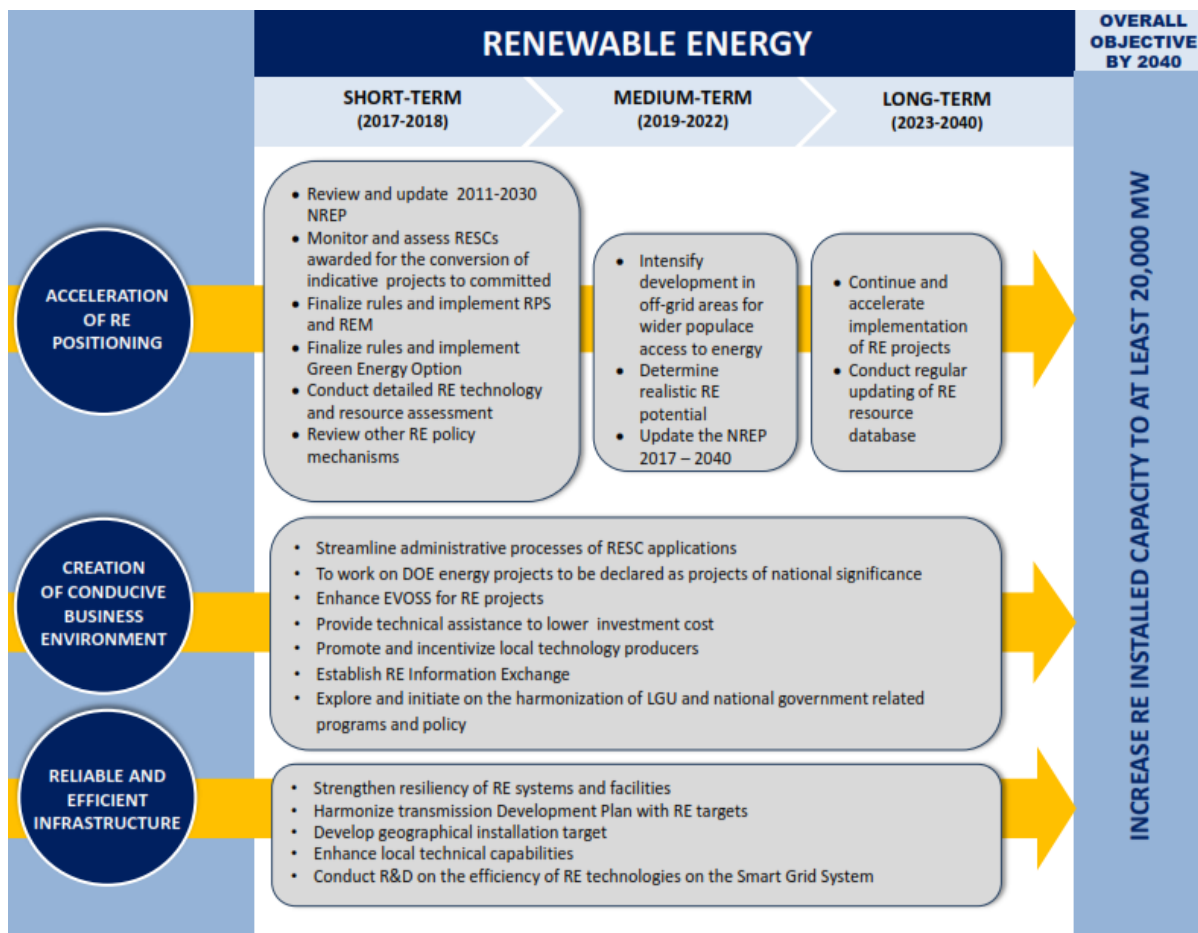 RENEWABLE ENERGY
OVERALL
OBJECTIVE
BY 2040
SHORT-TERM
(2017-2018)
MEDIUM-TERM
(2019-2022)
LONG-TERM
(2023-2040)
ACCELERATION
OF RE
POSITIONING
• Review and update 2011-2030
NREP
• Monitor and assess RESCs
awarded for the conversion of
indicative projects to committed
• Finalize rules and implement RPS
and REM
• Finalize rules and implement
Green Energy Option
• Conduct detailed RE technology
and resource assessment
• Review other RE policy
mechanisms
• Intensify
development in
off-grid areas for
wider populace
access to energy
• Determine
realistic RE
potential
• Update the NREP
2017 – 2040
• Continue and
accelerate
implementation
of RE projects
• Conduct regular
updating of RE
resource
database
CREATION
OF CONDUCIVE
BUSINESS
ENVIRONMENT
• Streamline administrative processes of RESC applications
• To work on DOE energy projects to be declared as projects of national significance
• Enhance EVOSS for RE projects
• Provide technical assistance to lower investment cost
• Promote and incentivize local technology producers
• Establish RE Information Exchange
• Explore and initiate on the harmonization of LGU and national government related
programs and policy
RELIABLE AND
EFFICIENT
INFRASTRUCTURE
• Strengthen resiliency of RE systems and facilities
• Harmonize transmission Development Plan with RE targets
• Develop geographical installation target
• Enhance local technical capabilities
• Conduct R&D on the efficiency of RE technologies on the Smart Grid System
INCREASE RE INSTALLED CAPACITY TO AT LEAST 20,000 MW